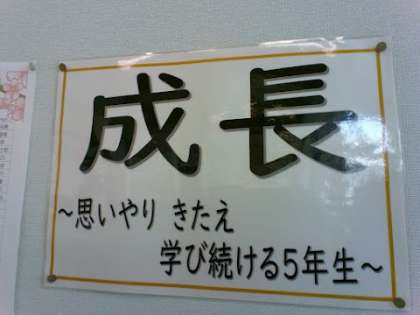 成長
～思いやり きたえ
学び続ける5年生～